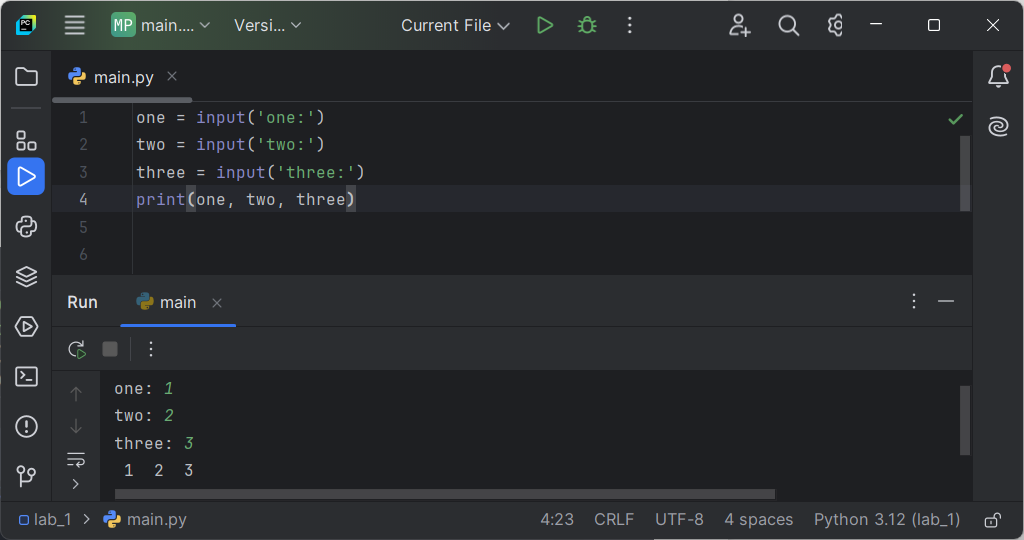 PC
MP main.... Versi... Current File
main.py
1 one = input('one:')
2 two = input('two:')
3 three = input('three:')
4 print(one, two, three)
5
6
Run main
one: 1
two: 2
three: 3
 1  2  3
lab_1 > main.py 4:23 CRLF UTF-8 4 spaces Python 3.12 (lab_1)